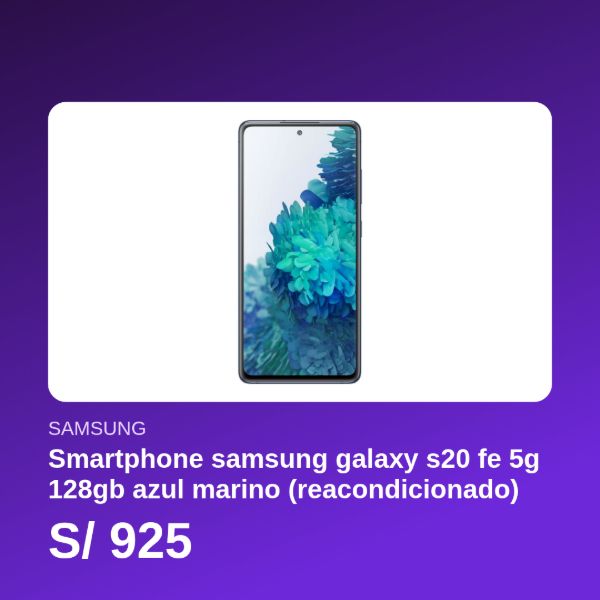 SAMSUNG
Smartphone samsung galaxy s20 fe 5g
128gb azul marino (reacondicionado)
S/ 925